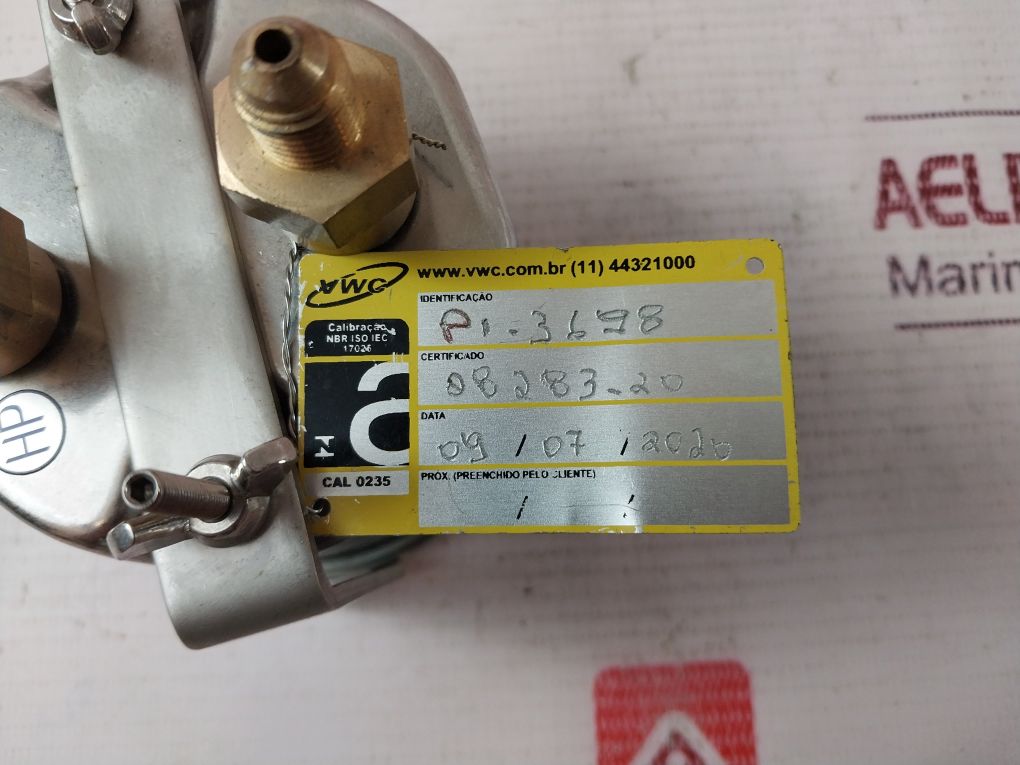 VWC
www.vwc.com.br (11) 44321000
IDENTIFICAÇÃO
PI-3698
Calibração
NBR ISO IEC
17025
CERTIFICADO
08283-20
DATA
09/07/2020
CAL 0235
PRÓX. (PREENCHIDO PELO CLIENTE)
/ /
HP
Marin